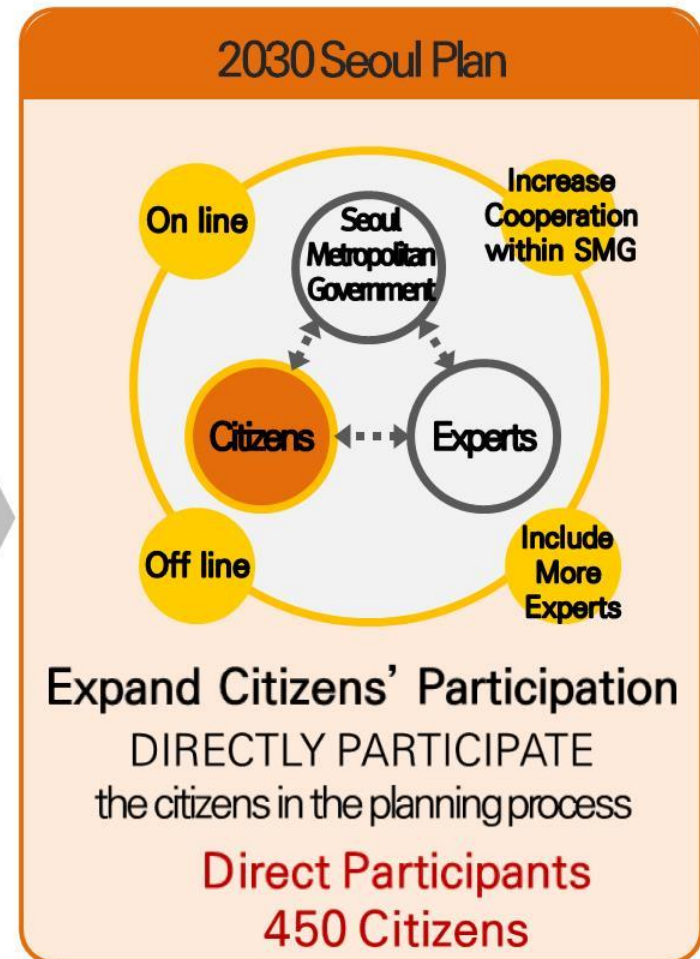 2030 Seoul Plan
On line
Increase
Cooperation
within SMG
Seoul
Metropolitan
Government
Citizens
Experts
Off line
Include
More
Experts
Expand Citizens’ Participation
DIRECTLY PARTICIPATE
the citizens in the planning process
Direct Participants
450 Citizens